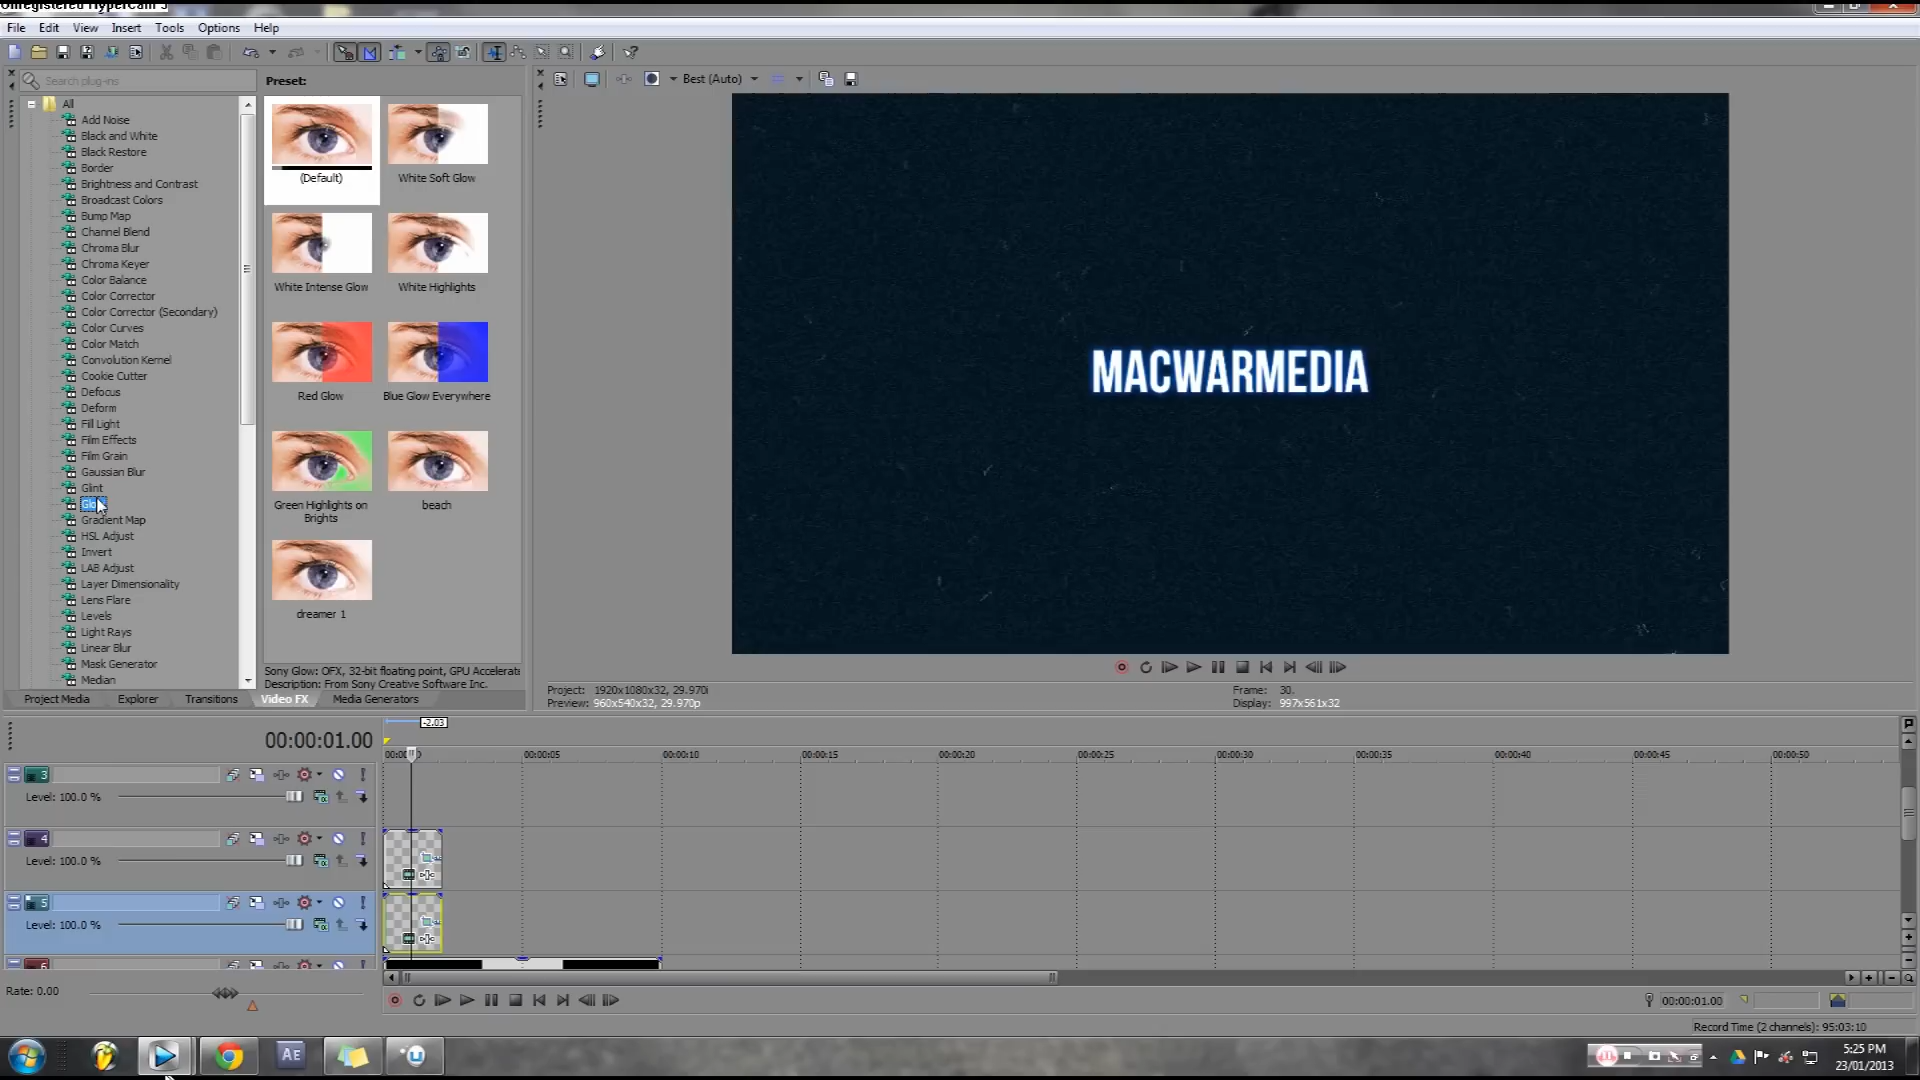 Unregistered HyperCam 3
File Edit View Insert Tools Options Help
Search plug-ins
Preset:
Best (Auto)
All
Add Noise
Black and White
Black Restore
Border
Brightness and Contrast
Broadcast Colors
Bump Map
Channel Blend
Chroma Blur
Chroma Keyer
Color Balance
Color Corrector
Color Corrector (Secondary)
Color Curves
Color Match
Convolution Kernel
Cookie Cutter
Defocus
Deform
Fill Light
Film Effects
Film Grain
Gaussian Blur
Glint
Gradient Map
HSL Adjust
Invert
LAB Adjust
Layer Dimensionality
Lens Flare
Levels
Light Rays
Linear Blur
Mask Generator
Median
(Default) White Soft Glow
White Intense Glow White Highlights
Red Glow Blue Glow Everywhere
Green Highlights on
Brights
beach
dreamer 1
Sony Glow: OFX, 32-bit floating point, GPU Accelerate
Description: From Sony Creative Software Inc.
MACWARMEDIA
Project Media Explorer Transitions Video FX Media Generators
Project: 1920x1080x32, 29.970i
Preview: 960x540x32, 29.970p
Frame: 30.
Display: 997x561x32
-2.03
00:00:01.00
00:00:05 00:00:10 00:00:15 00:00:20 00:00:25 00:00:30 00:00:35 00:00:40 00:00:45 00:00:50
3
Level: 100.0 %
4
Level: 100.0 %
5
Level: 100.0 %
6
Rate: 0.00
00:00:01.00
Record Time (2 channels): 95:03:10
AE
5:25 PM
23/01/2013